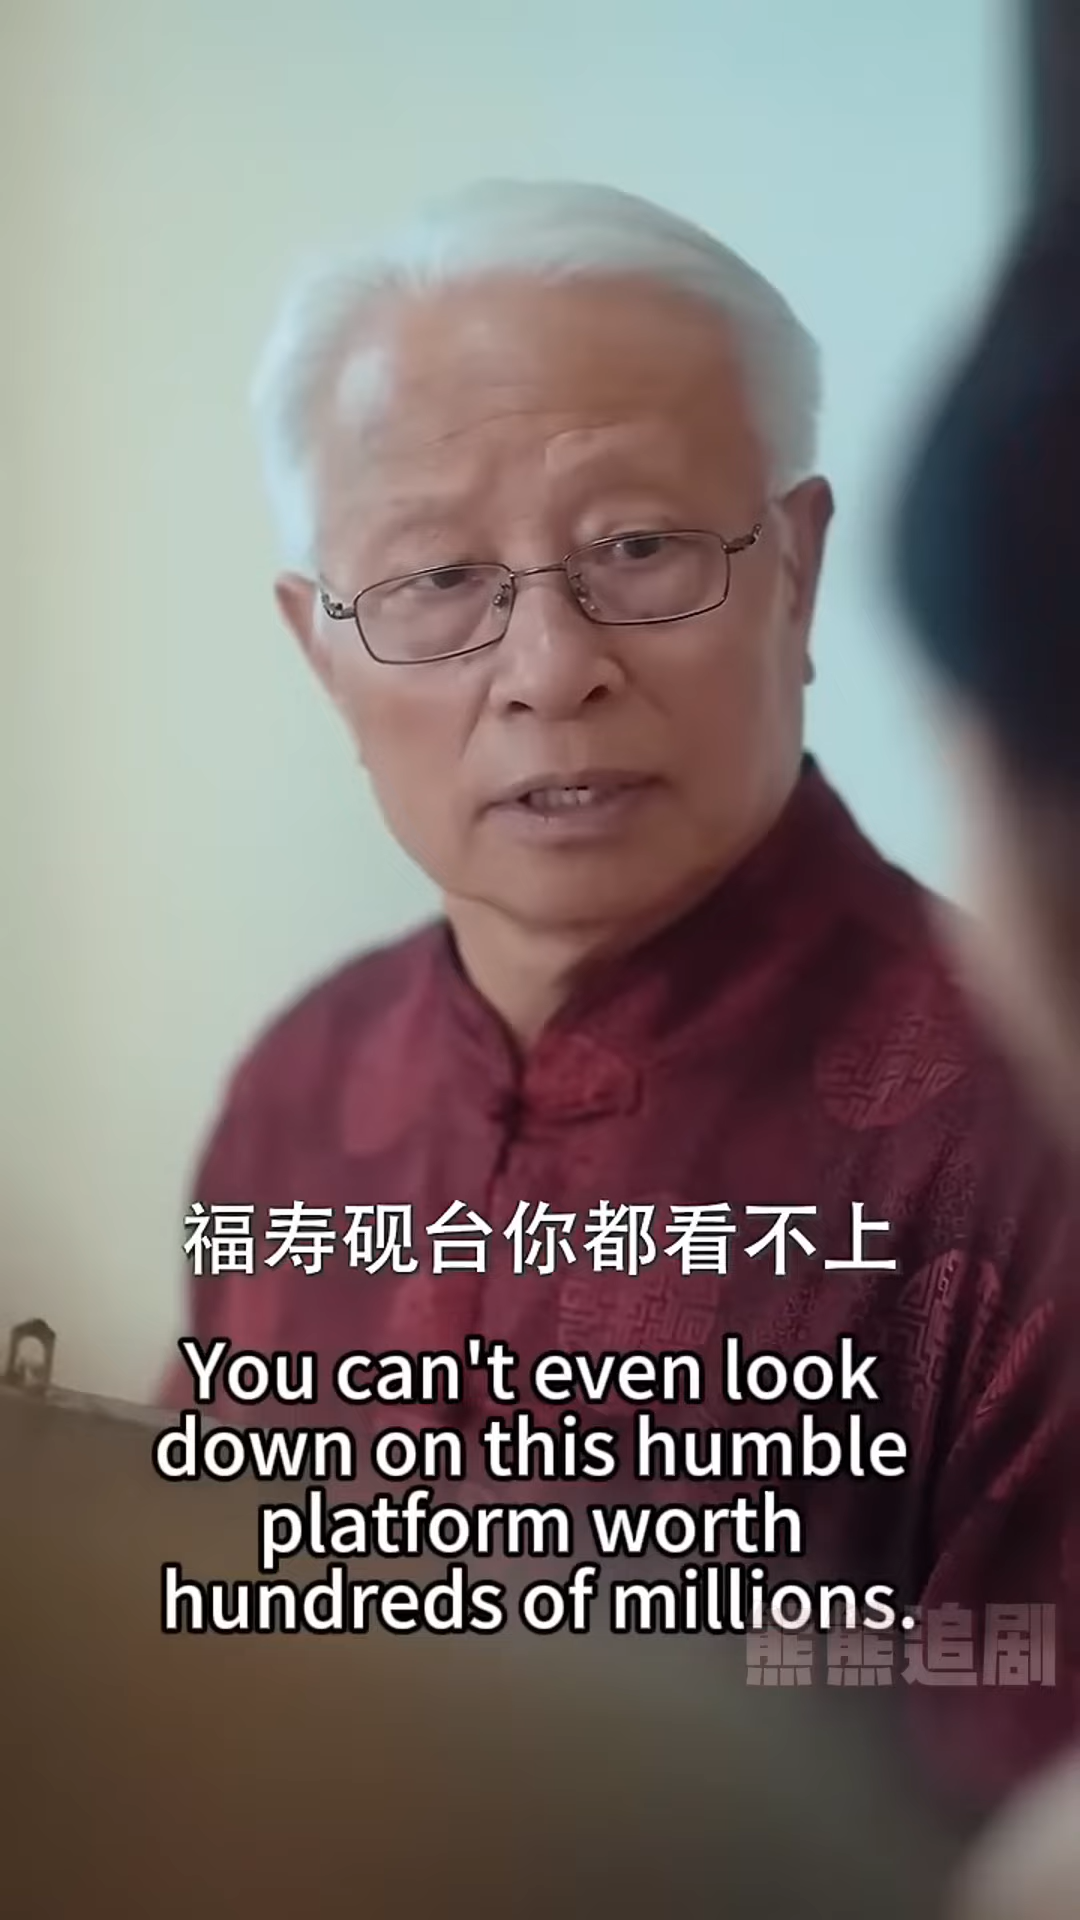 福寿砚台你都看不上
You can't even look
down on this humble
platform worth
hundreds of millions.
熊熊追剧